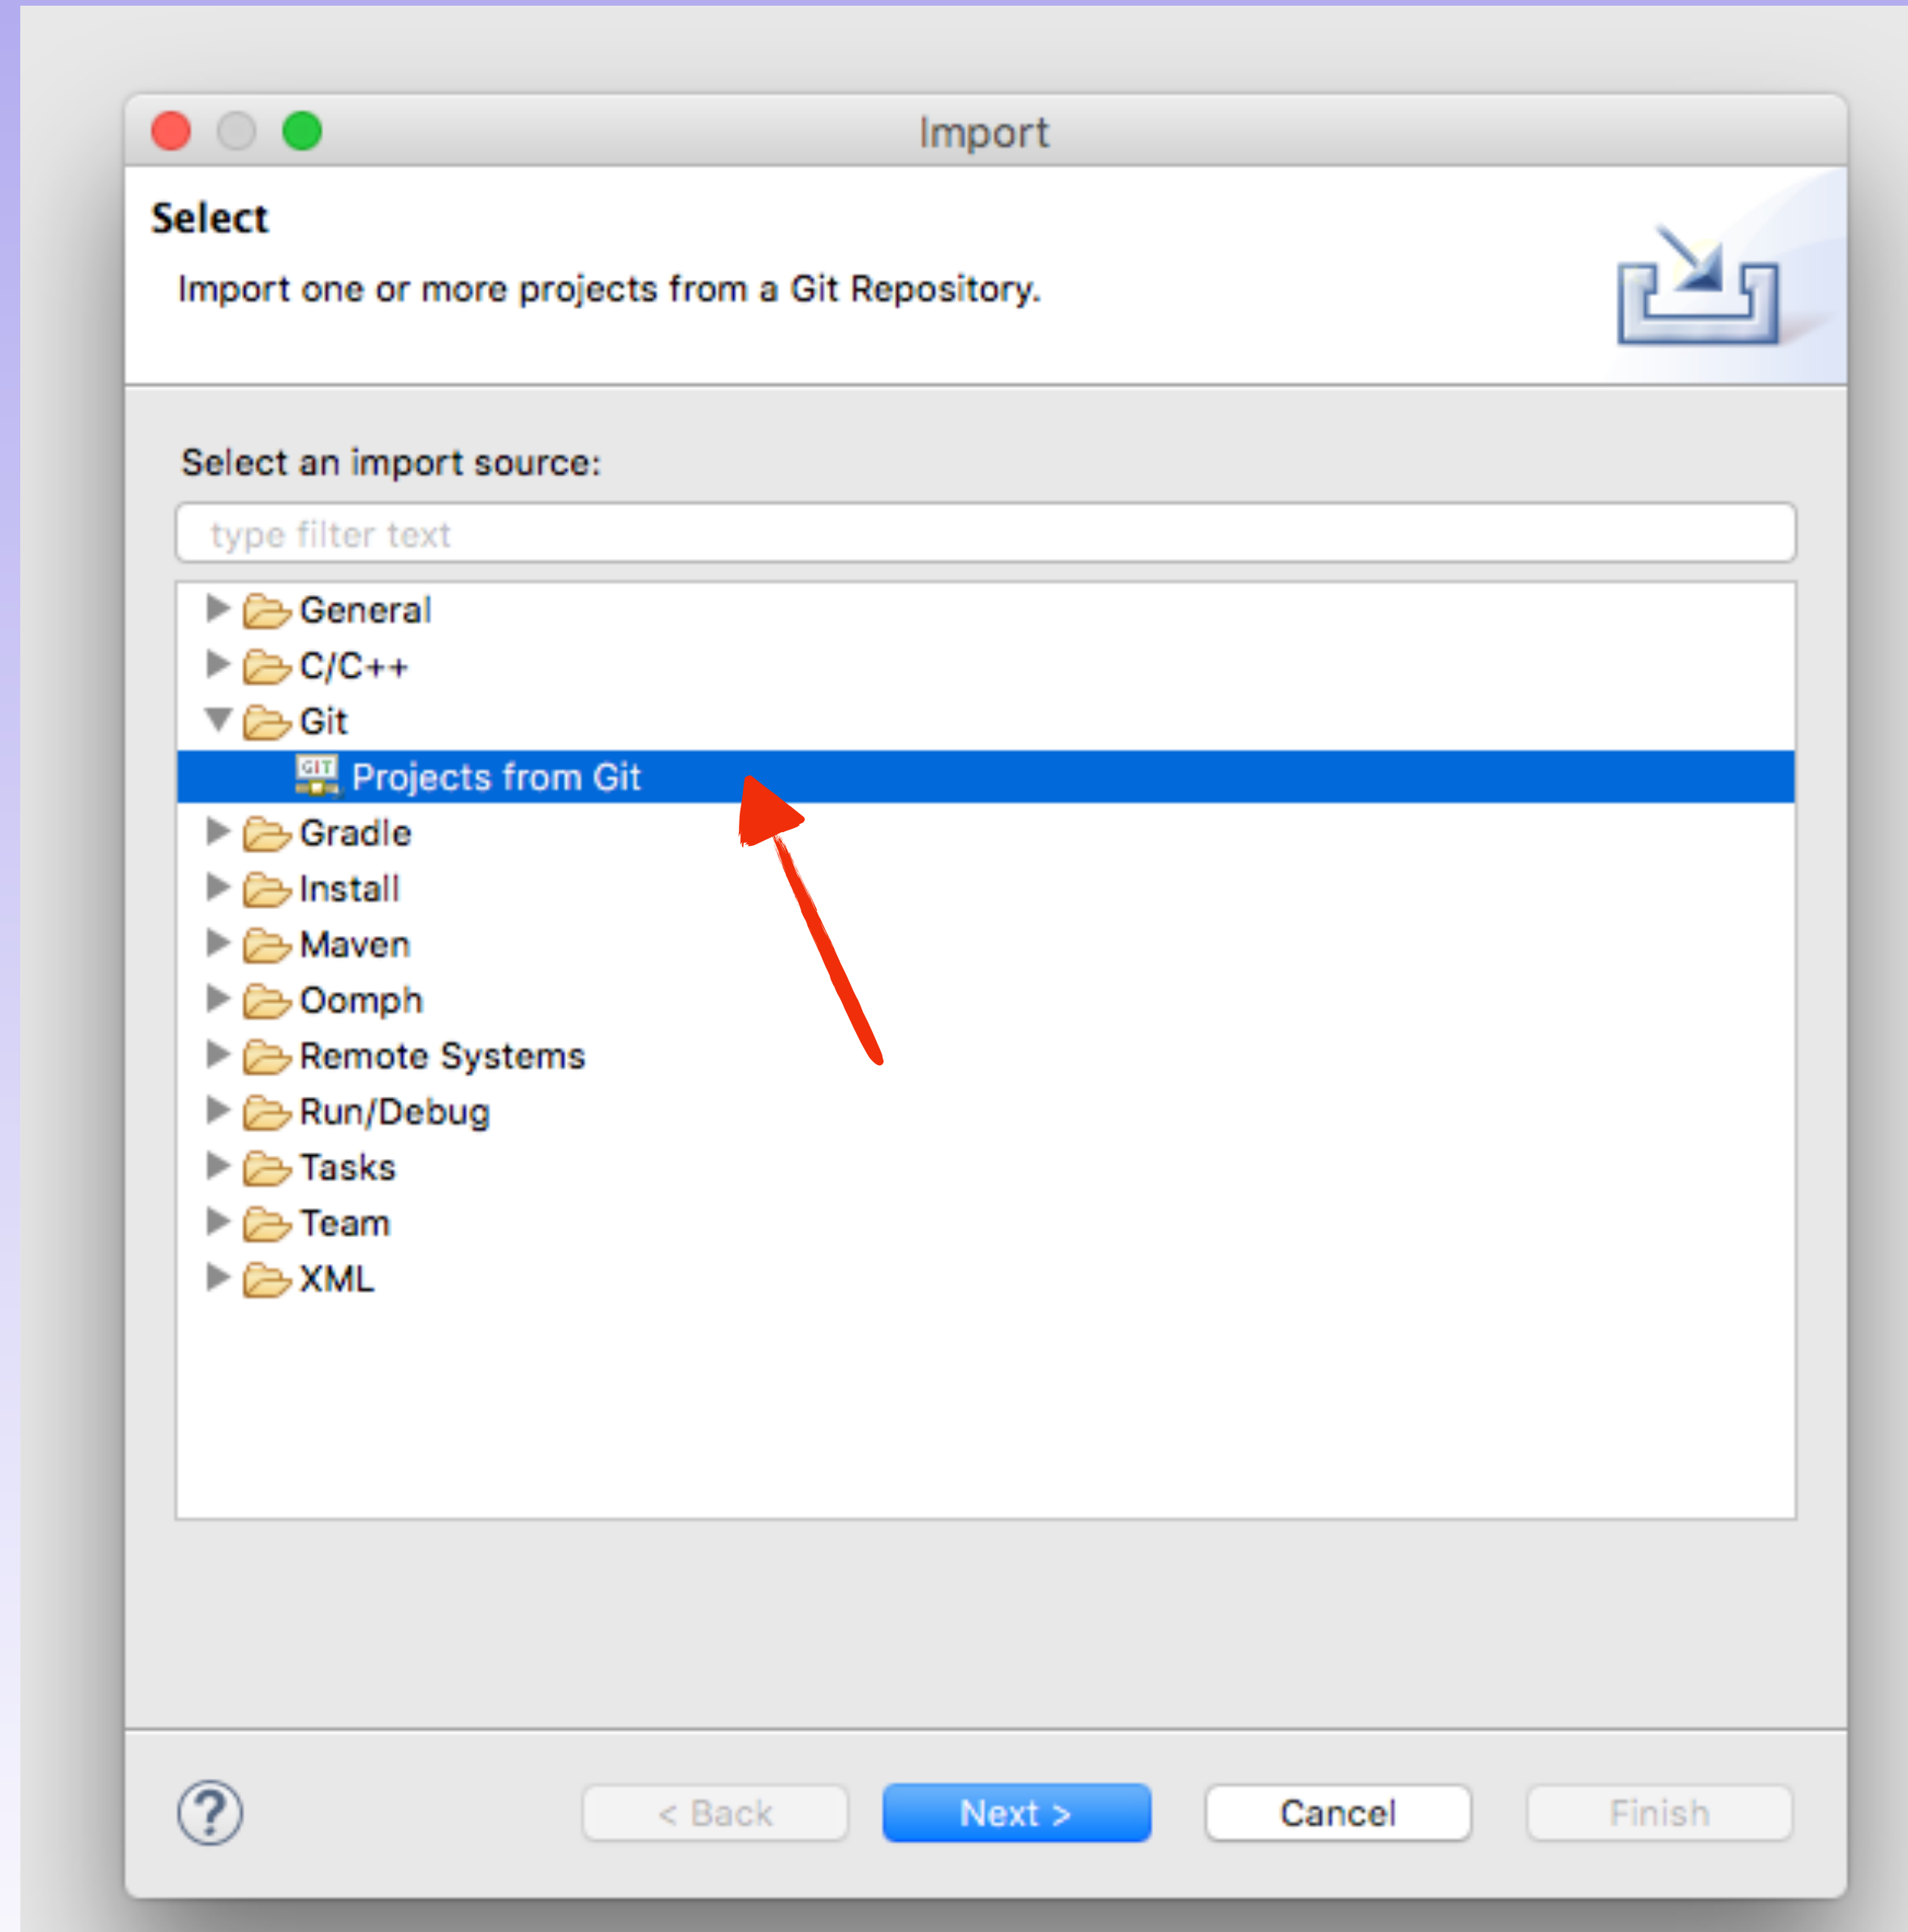 Import
Select
Import one or more projects from a Git Repository.
Select an import source:
type filter text
General
C/C++
Git
GIT Projects from Git
Gradle
Install
Maven
Oomph
Remote Systems
Run/Debug
Tasks
Team
XML
? < Back Next > Cancel Finish